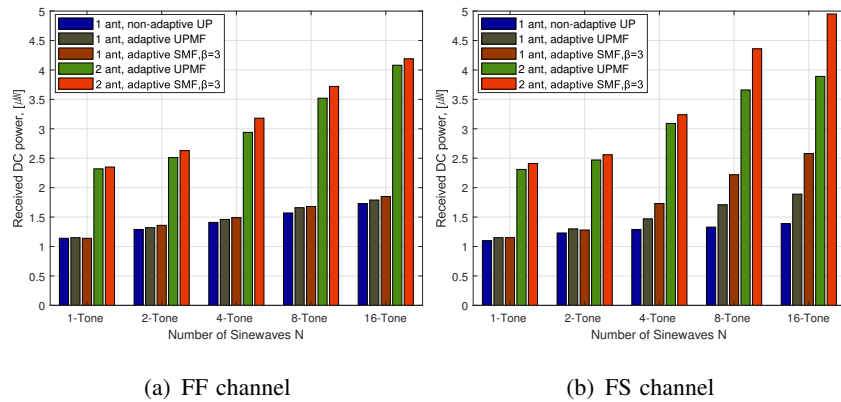 5
4.5
4
3.5
3
2.5
2
1.5
1
0.5
0
Received DC power, [㎼]
1 ant, non-adaptive UP
1 ant, adaptive UPMF
1 ant, adaptive SMF,β=3
2 ant, adaptive UPMF
2 ant, adaptive SMF,β=3
1-Tone 2-Tone 4-Tone 8-Tone 16-Tone
Number of Sinewaves N
(a) FF channel
5
4.5
4
3.5
3
2.5
2
1.5
1
0.5
0
Received DC power, [㎼]
1 ant, non-adaptive UP
1 ant, adaptive UPMF
1 ant, adaptive SMF,β=3
2 ant, adaptive UPMF
2 ant, adaptive SMF,β=3
1-Tone 2-Tone 4-Tone 8-Tone 16-Tone
Number of Sinewaves N
(b) FS channel